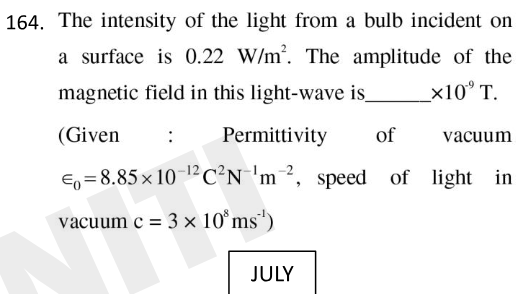 164. The intensity of the light from a bulb incident on
a surface is 0.22 W/m². The amplitude of the
magnetic field in this light-wave is______×10⁻⁹ T.
(Given : Permittivity of vacuum
∈₀=8.85×10⁻¹²C²N⁻¹m⁻², speed of light in
vacuum c = 3 × 10⁸ ms⁻¹)
JULY
NITI